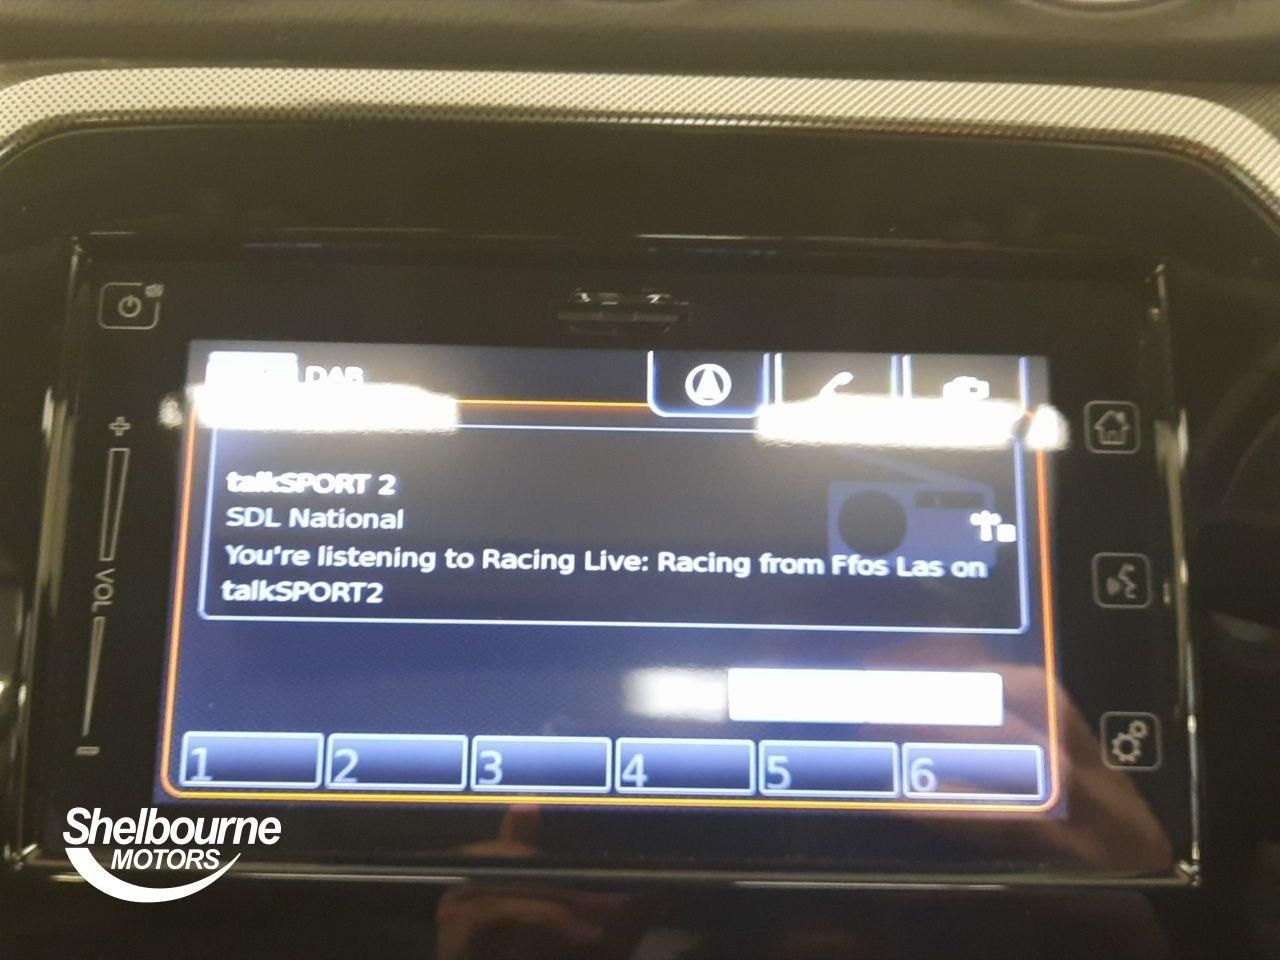 DAB
talkSPORT 2
SDL National
You're listening to Racing Live: Racing from Ffos Las on
talkSPORT2
VOL
1 2 3 4 5 6
Shelbourne
MOTORS